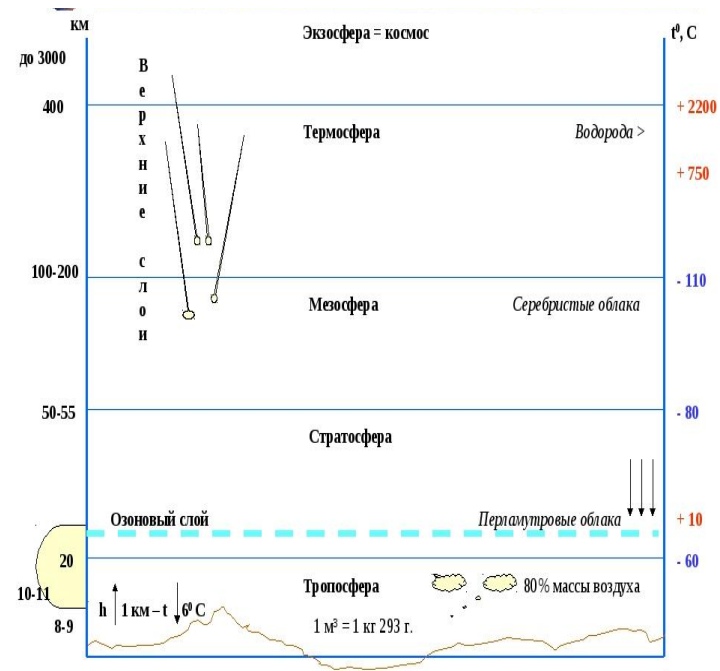 км
Экзосфера = космос
t⁰, C
до 3000
Верхние слои
400
+ 2200
Термосфера
Водорода >
+ 750
100-200
- 110
Мезосфера
Серебристые облака
50-55
- 80
Стратосфера
Озоновый слой
Перламутровые облака
+ 10
20
- 60
Тропосфера
80% массы воздуха
10-11
h 1 км – t 6⁰ C
8-9
1 м³ = 1 кг 293 г.